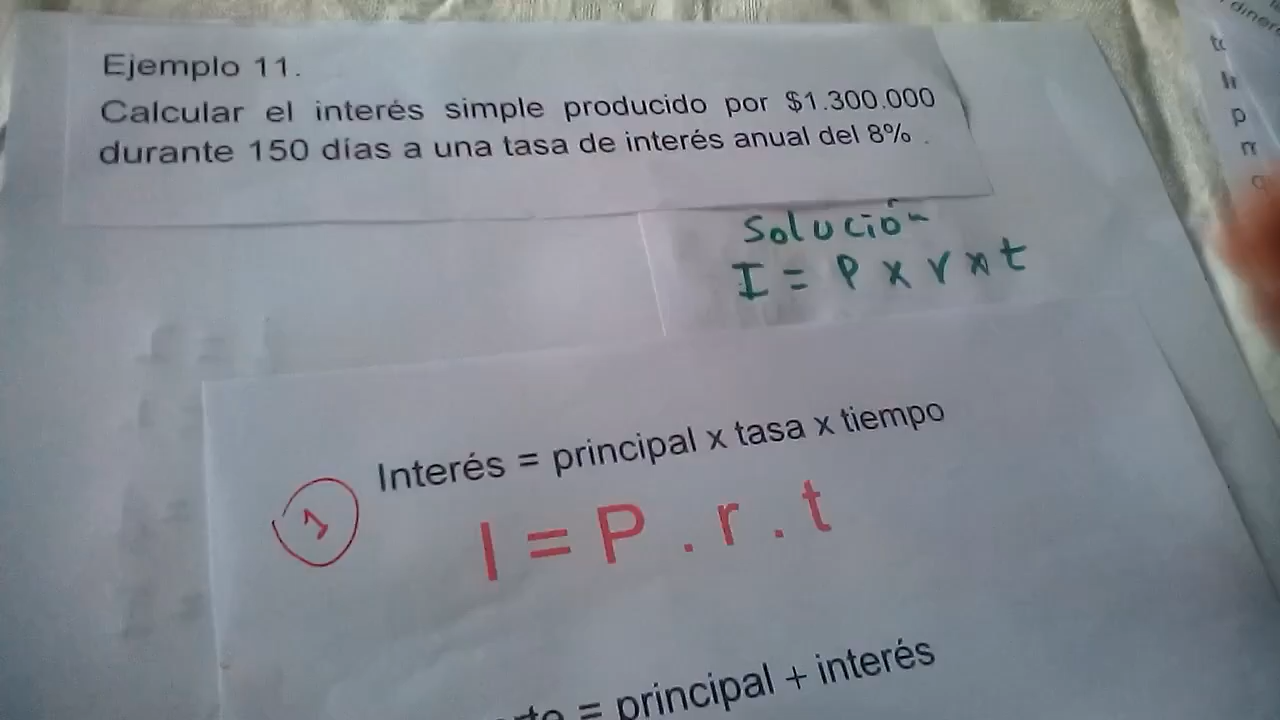 Ejemplo 11.
Calcular el interés simple producido por $1.300.000
durante 150 días a una tasa de interés anual del 8% .
Solución
I = P x r x t
Interés = principal x tasa x tiempo
1
I = P . r . t
= principal + interés